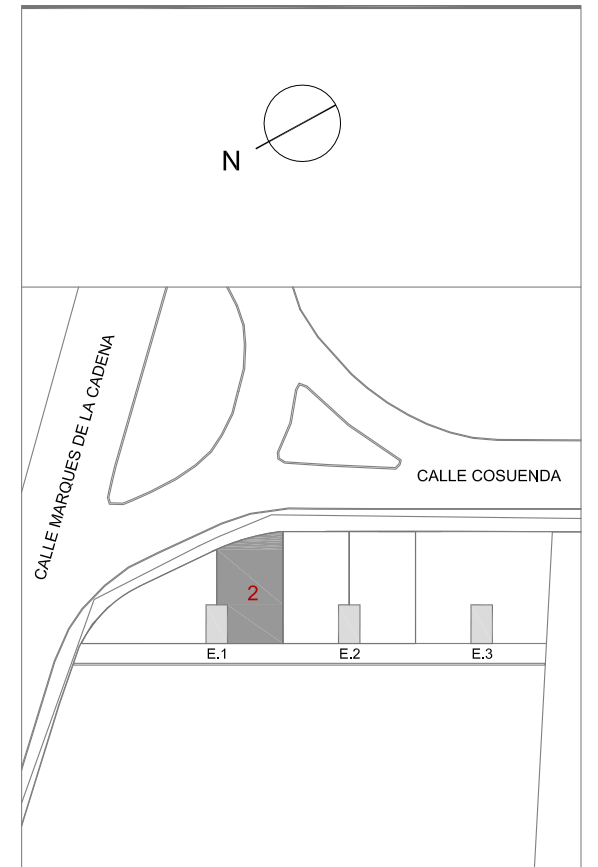 N
CALLE MARQUES DE LA CADENA
CALLE COSUENDA
2
E.1
E.2
E.3